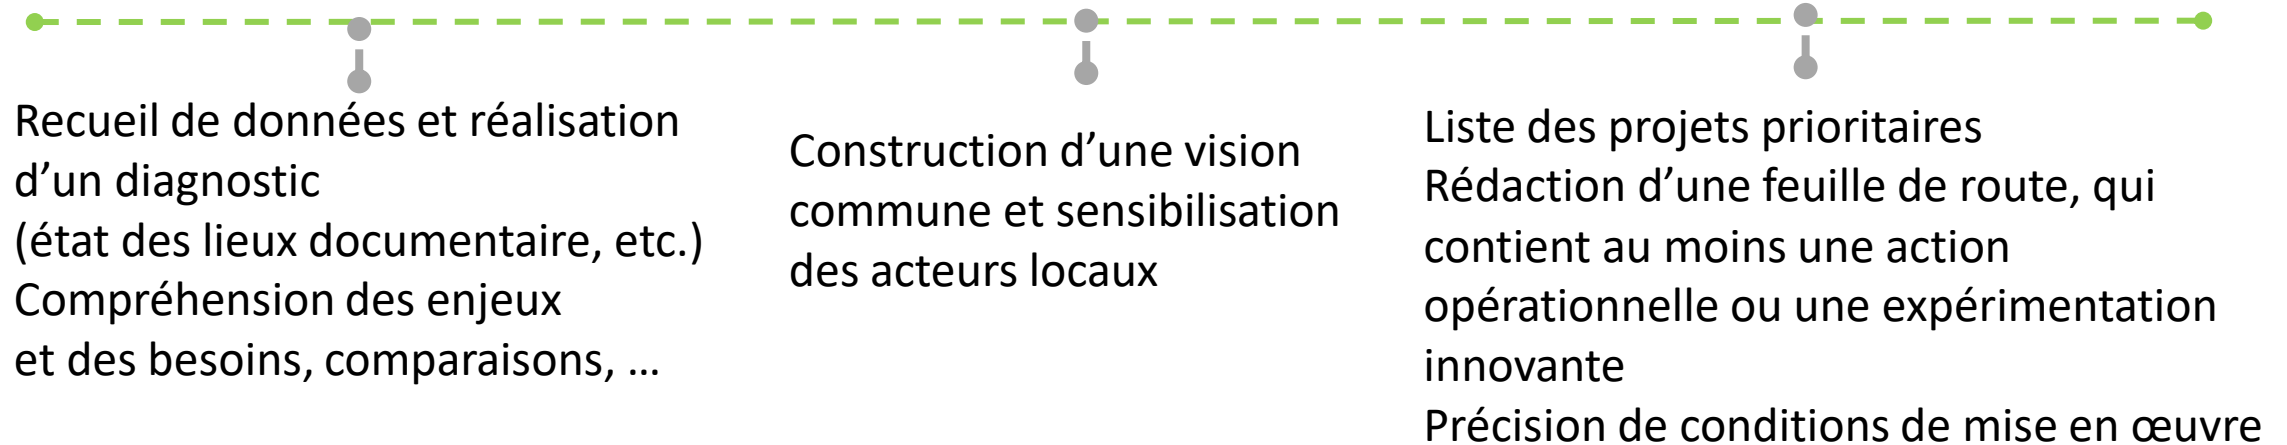 Recueil de données et réalisation
d’un diagnostic
(état des lieux documentaire, etc.)
Compréhension des enjeux
et des besoins, comparaisons, …
Construction d’une vision
commune et sensibilisation
des acteurs locaux
Liste des projets prioritaires
Rédaction d’une feuille de route, qui
contient au moins une action
opérationnelle ou une expérimentation
innovante
Précision de conditions de mise en œuvre